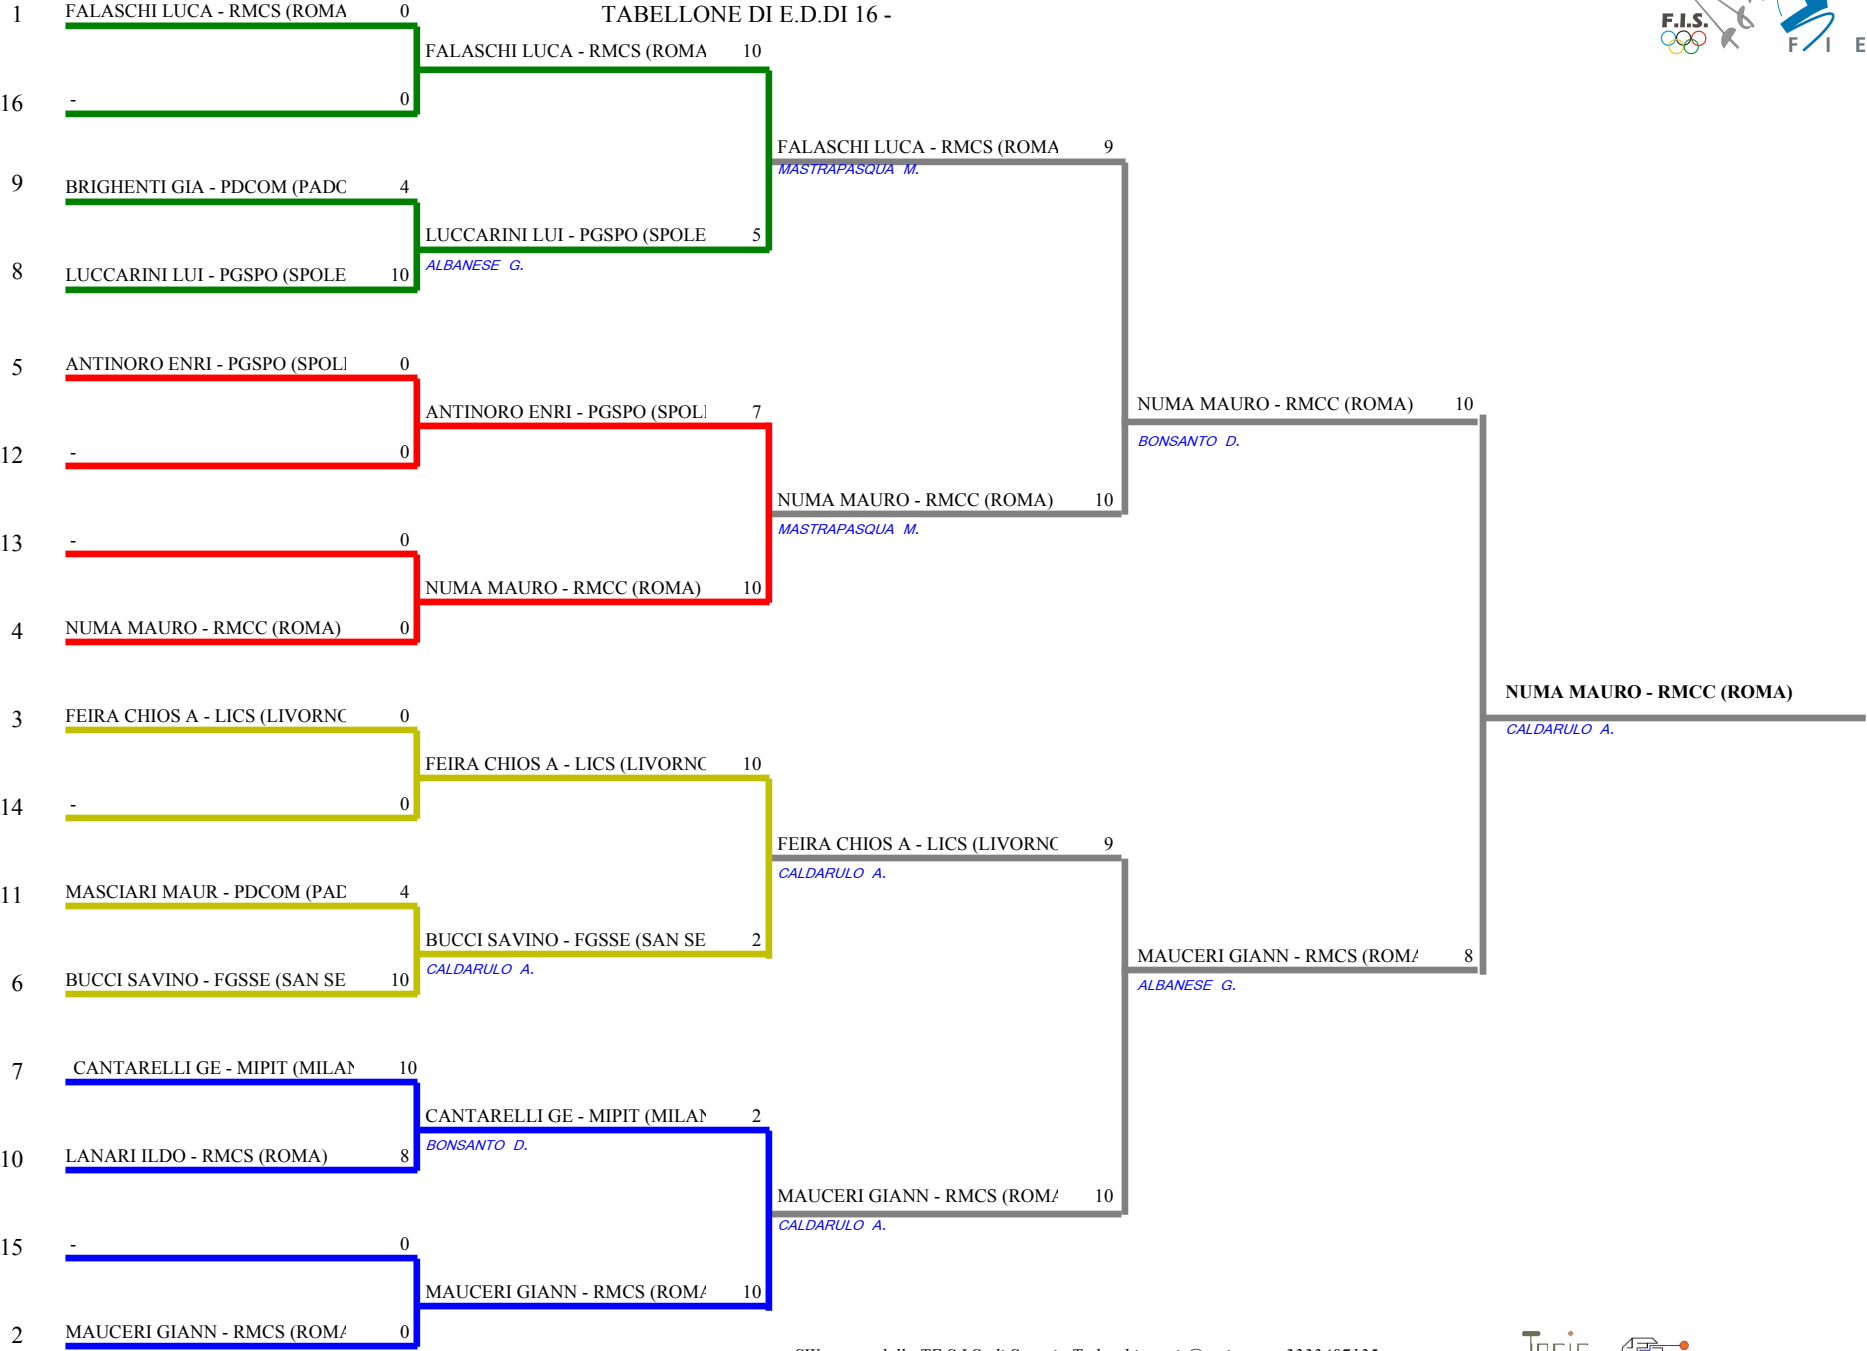 TABELLONE DI E.D.DI 16 -
F.I.S.
F I E
1 FALASCHI LUCA - RMCS (ROMA 0
FALASCHI LUCA - RMCS (ROMA 10
16 - 0
FALASCHI LUCA - RMCS (ROMA 9
MASTRAPASQUA M.
9 BRIGHENTI GIA - PDCOM (PADO 4
LUCCARINI LUI - PGSPO (SPOLE 5
ALBANESE G.
8 LUCCARINI LUI - PGSPO (SPOLE 10
5 ANTINORO ENRI - PGSPO (SPOL 0
ANTINORO ENRI - PGSPO (SPOL 7
NUMA MAURO - RMCC (ROMA) 10
BONSANTO D.
12 - 0
NUMA MAURO - RMCC (ROMA) 10
MASTRAPASQUA M.
13 - 0
NUMA MAURO - RMCC (ROMA) 10
4 NUMA MAURO - RMCC (ROMA) 0
NUMA MAURO - RMCC (ROMA)
CALDARULO A.
3 FEIRA CHIOS A - LICS (LIVORNO 0
FEIRA CHIOS A - LICS (LIVORNO 10
14 - 0
FEIRA CHIOS A - LICS (LIVORNO 9
CALDARULO A.
11 MASCIARI MAUR - PDCOM (PAD 4
BUCCI SAVINO - FGSSE (SAN SE 2
CALDARULO A.
MAUCERI GIANN - RMCS (ROMA 8
ALBANESE G.
6 BUCCI SAVINO - FGSSE (SAN SE 10
7 CANTARELLI GE - MIPIT (MILAN 10
CANTARELLI GE - MIPIT (MILAN 2
BONSANTO D.
10 LANARI ILDO - RMCS (ROMA) 8
MAUCERI GIANN - RMCS (ROMA 10
CALDARULO A.
15 - 0
MAUCERI GIANN - RMCS (ROMA 10
2 MAUCERI GIANN - RMCS (ROMA 0